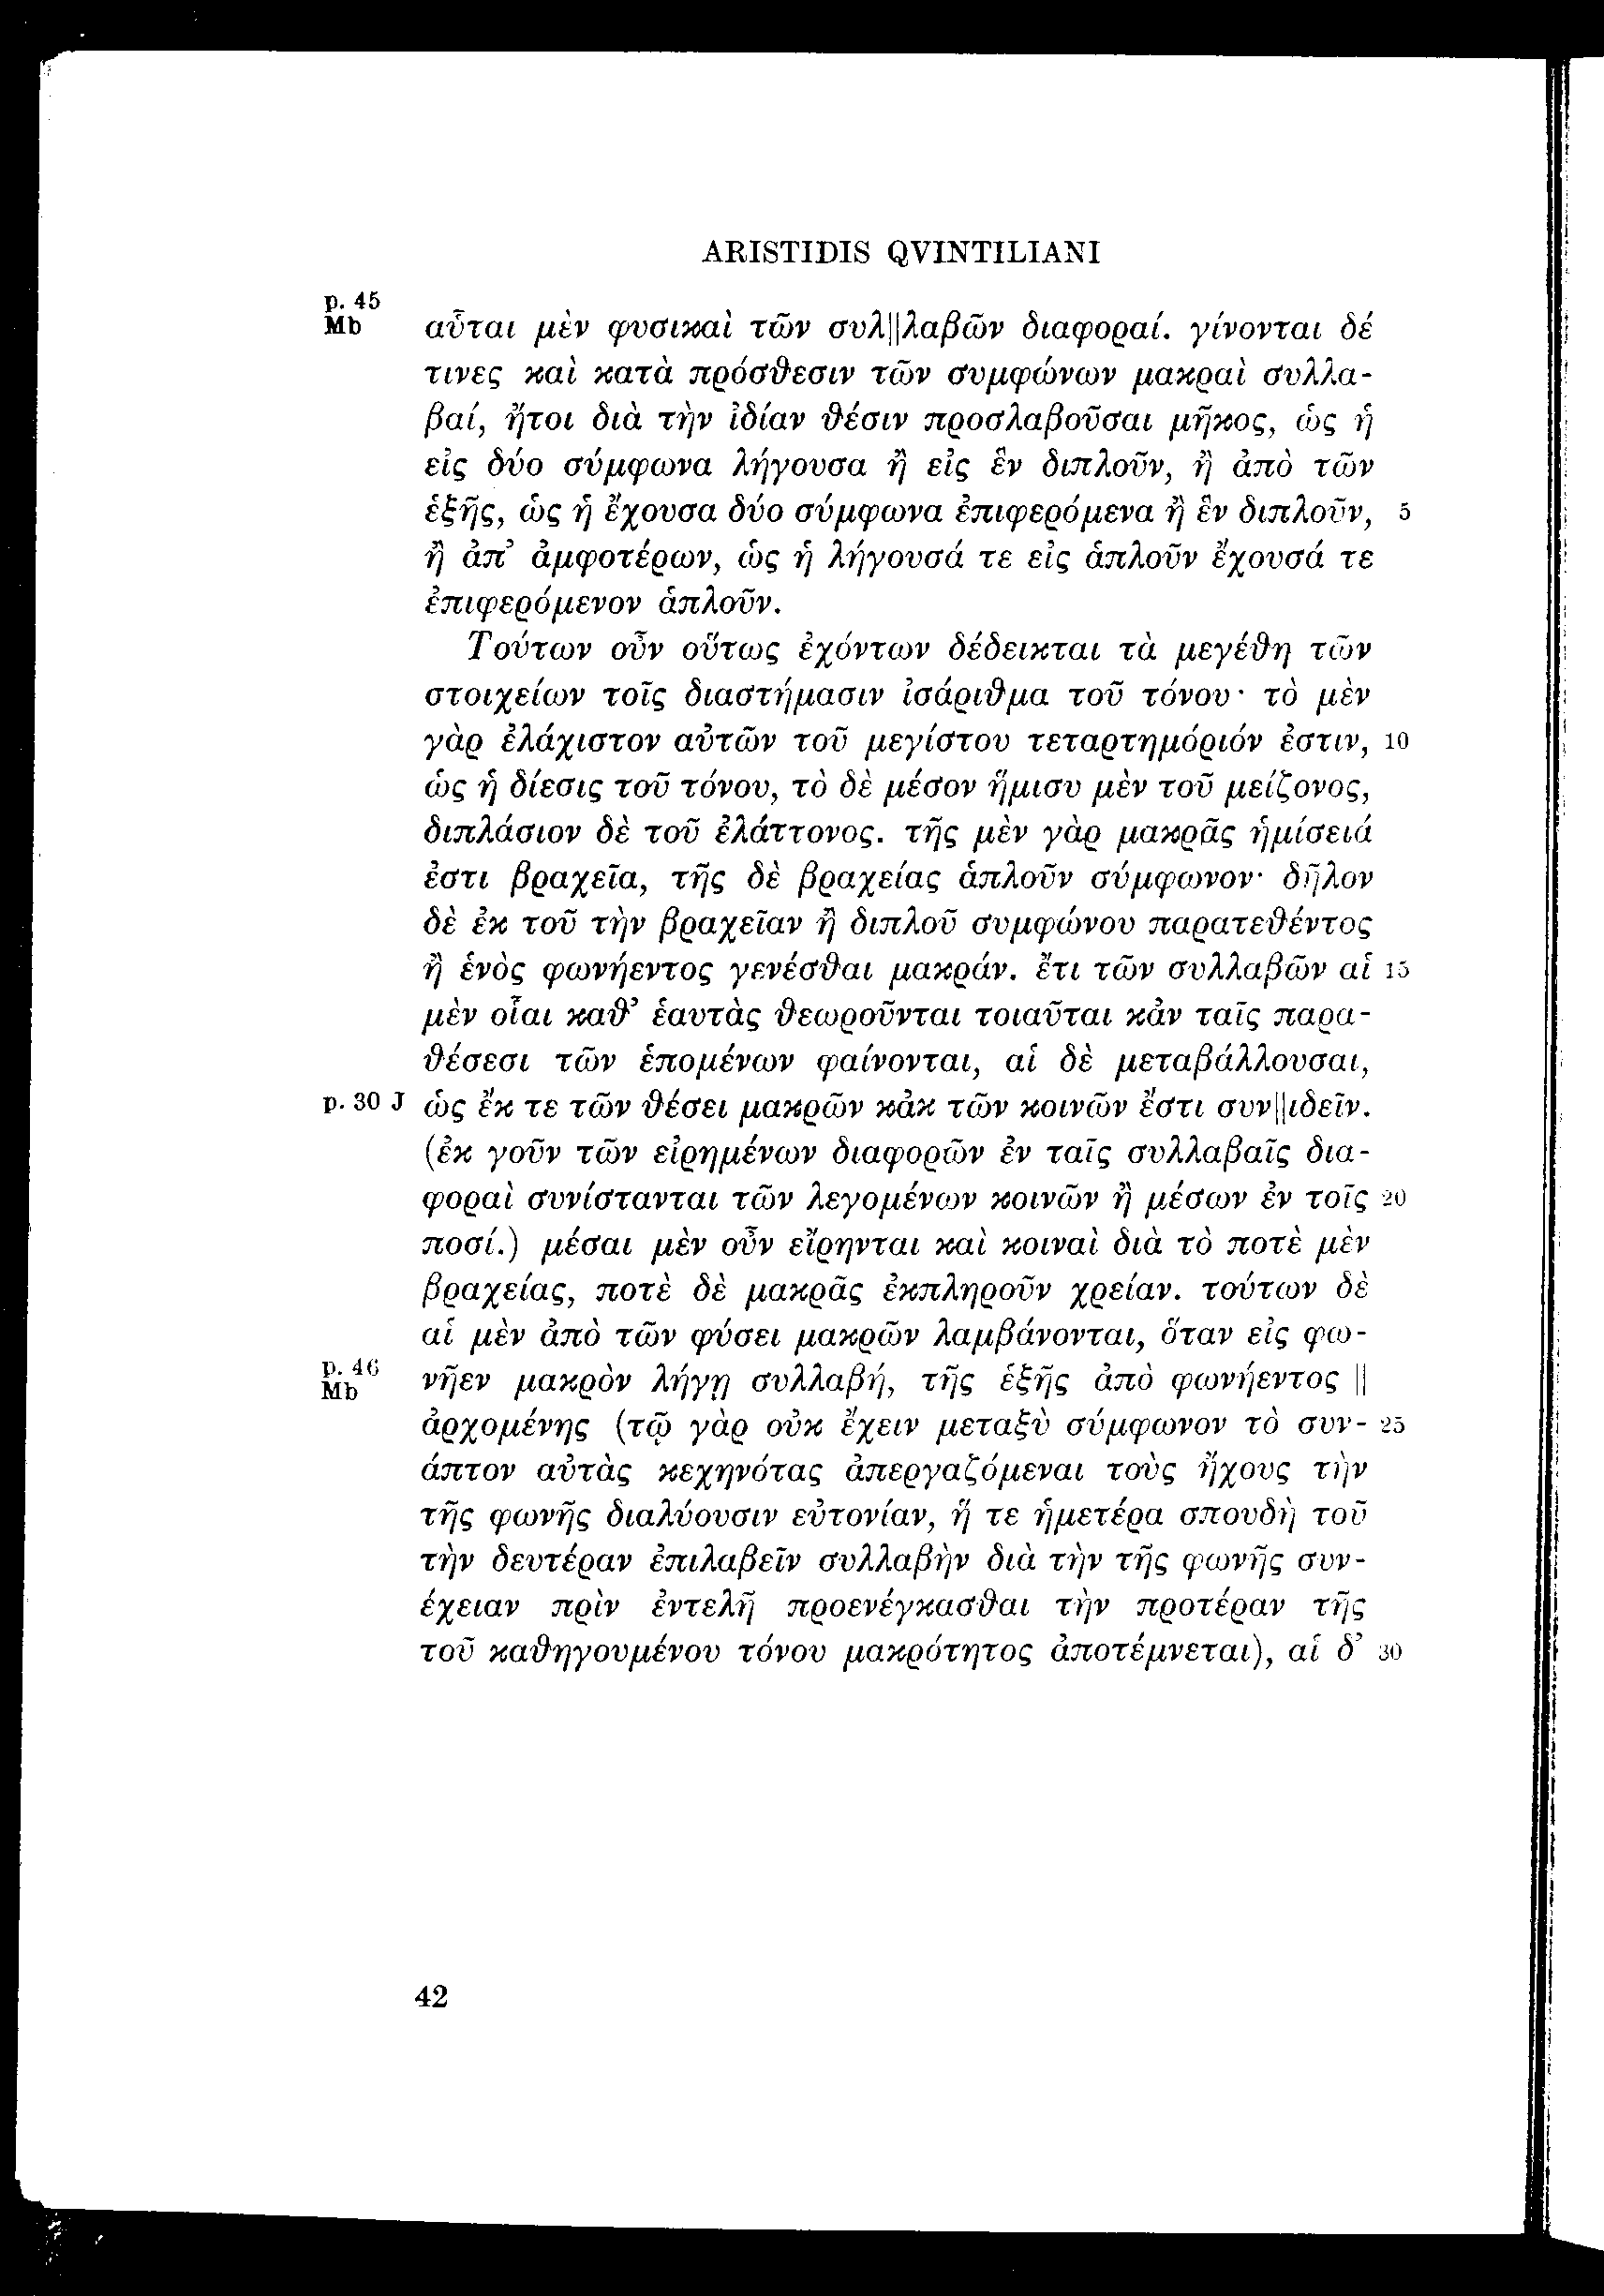 ARISTIDIS QVINTILIANI
p. 45
Mb αὗται μὲν φυσικαὶ τῶν συλ||λαβῶν διαφοραί. γίνονται δέ
τινες καὶ κατὰ πρόσθεσιν τῶν συμφώνων μακραὶ συλλα-
βαί, ἤτοι διὰ τὴν ἰδίαν θέσιν προσλαβοῦσαι μῆκος, ὡς ἡ
εἰς δύο σύμφωνα λήγουσα ἢ εἰς ἓν διπλοῦν, ἢ ἀπὸ τῶν
ἑξῆς, ὡς ἡ ἔχουσα δύο σύμφωνα ἐπιφερόμενα ἢ ἓν διπλοῦν, 5
ἢ ἀπ’ ἀμφοτέρων, ὡς ἡ λήγουσά τε εἰς ἁπλοῦν ἔχουσά τε
ἐπιφερόμενον ἁπλοῦν.
Τούτων οὖν οὕτως ἐχόντων δέδεικται τὰ μεγέθη τῶν
στοιχείων τοῖς διαστήμασιν ἰσάριθμα τοῦ τόνου· τὸ μὲν
γὰρ ἐλάχιστον αὐτῶν τοῦ μεγίστου τεταρτημόριόν ἐστιν, 10
ὡς ἡ δίεσις τοῦ τόνου, τὸ δὲ μέσον ἥμισυ μὲν τοῦ μείζονος,
διπλάσιον δὲ τοῦ ἐλάττονος. τῆς μὲν γὰρ μακρᾶς ἡμίσειά
ἐστι βραχεῖα, τῆς δὲ βραχείας ἁπλοῦν σύμφωνον· δῆλον
δὲ ἐκ τοῦ τὴν βραχεῖαν ἢ διπλοῦ συμφώνου παρατεθέντος
ἢ ἑνὸς φωνήεντος γενέσθαι μακράν. ἔτι τῶν συλλαβῶν αἱ 15
μὲν οἷαι καθ’ ἑαυτὰς θεωροῦνται τοιαῦται κἀν ταῖς παρα-
θέσεσι τῶν ἑπομένων φαίνονται, αἱ δὲ μεταβάλλουσαι,
p. 30 J ὡς ἔκ τε τῶν θέσει μακρῶν κἀκ τῶν κοινῶν ἔστι συν||ιδεῖν.
(ἐκ γοῦν τῶν εἰρημένων διαφορῶν ἐν ταῖς συλλαβαῖς δια-
φοραὶ συνίστανται τῶν λεγομένων κοινῶν ἢ μέσων ἐν τοῖς 20
ποσί.) μέσαι μὲν οὖν εἴρηνται καὶ κοιναὶ διὰ τὸ ποτὲ μὲν
βραχείας, ποτὲ δὲ μακρᾶς ἐκπληροῦν χρείαν. τούτων δὲ
αἱ μὲν ἀπὸ τῶν φύσει μακρῶν λαμβάνονται, ὅταν εἰς φω-
p. 46
Mb νῆεν μακρὸν λήγῃ συλλαβή, τῆς ἑξῆς ἀπὸ φωνήεντος ||
ἀρχομένης (τῷ γὰρ οὐκ ἔχειν μεταξὺ σύμφωνον τὸ συν- 25
άπτον αὐτὰς κεχηνότας ἀπεργαζόμεναι τοὺς ἤχους τὴν
τῆς φωνῆς διαλύουσιν εὐτονίαν, ἥ τε ἡμετέρα σπουδὴ τοῦ
τὴν δευτέραν ἐπιλαβεῖν συλλαβὴν διὰ τὴν τῆς φωνῆς συν-
έχειαν πρὶν ἐντελῆ προενέγκασθαι τὴν προτέραν τῆς
τοῦ καθηγουμένου τόνου μακρότητος ἀποτέμνεται), αἱ δ’ 30
42